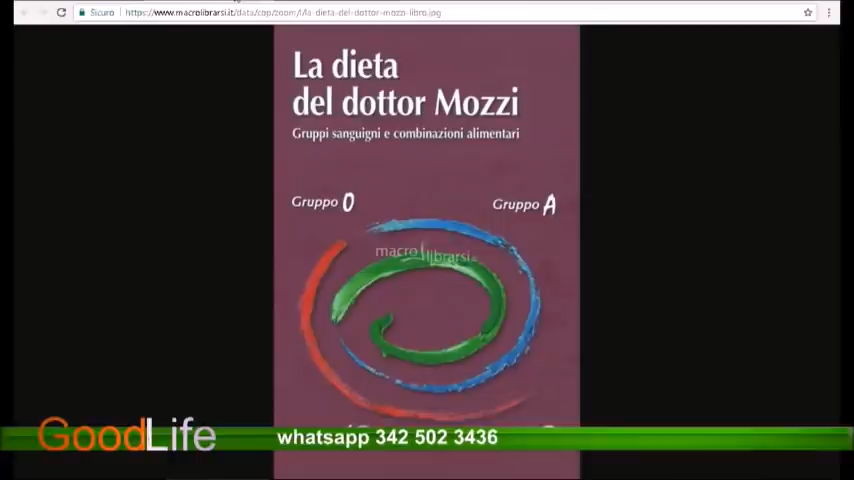 Sicuro https://www.macrolibrarsi.it/data/cop/zoom/l/la-dieta-del-dottor-mozzi-libro.jpg
La dieta
del dottor Mozzi
Gruppi sanguigni e combinazioni alimentari
Gruppo O
Gruppo A
macrolibrarsi
GoodLife
whatsapp 342 502 3436